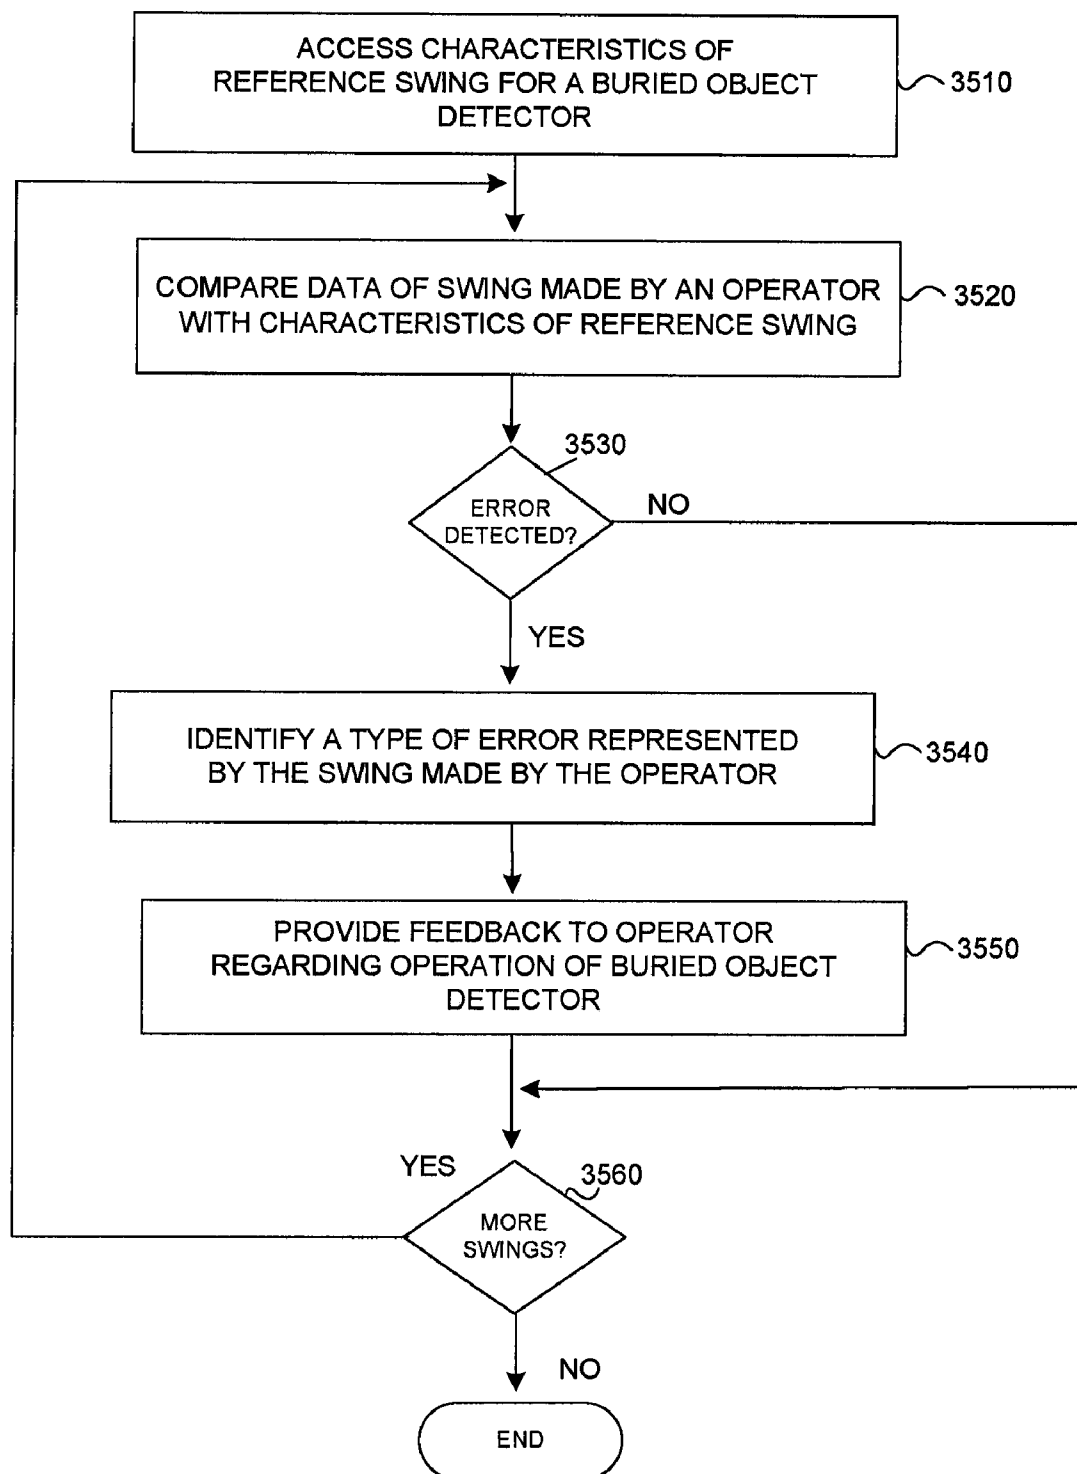 ACCESS CHARACTERISTICS OF
REFERENCE SWING FOR A BURIED OBJECT
DETECTOR
3510
COMPARE DATA OF SWING MADE BY AN OPERATOR
WITH CHARACTERISTICS OF REFERENCE SWING
3520
3530
ERROR
DETECTED?
NO
YES
IDENTIFY A TYPE OF ERROR REPRESENTED
BY THE SWING MADE BY THE OPERATOR
3540
PROVIDE FEEDBACK TO OPERATOR
REGARDING OPERATION OF BURIED OBJECT
DETECTOR
3550
YES
3560
MORE
SWINGS?
NO
END